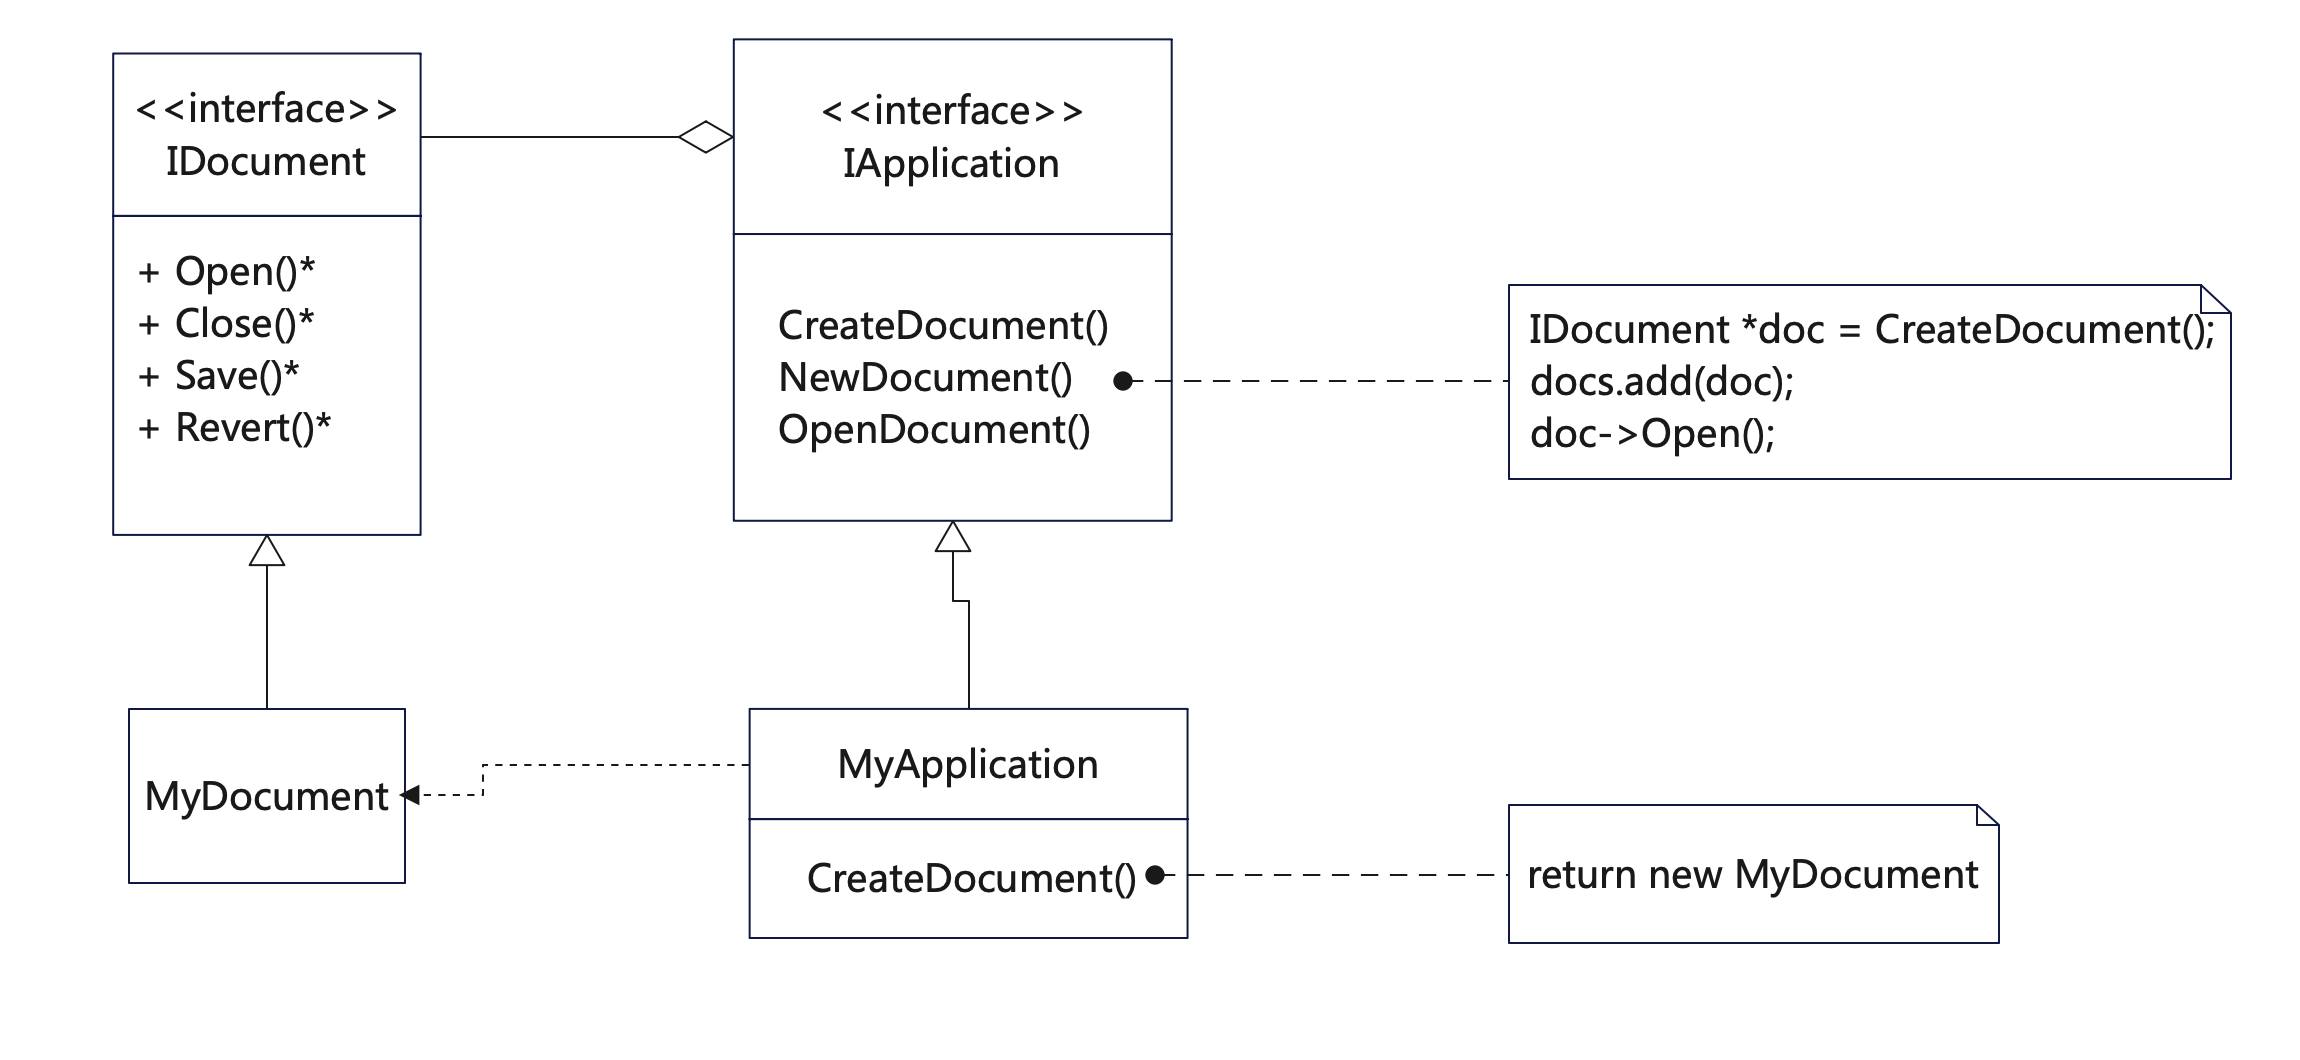 <<interface>>
IDocument
+ Open()*
+ Close()*
+ Save()*
+ Revert()*
<<interface>>
IApplication
CreateDocument()
NewDocument()
OpenDocument()
IDocument *doc = CreateDocument();
docs.add(doc);
doc->Open();
MyDocument
MyApplication
CreateDocument()
return new MyDocument